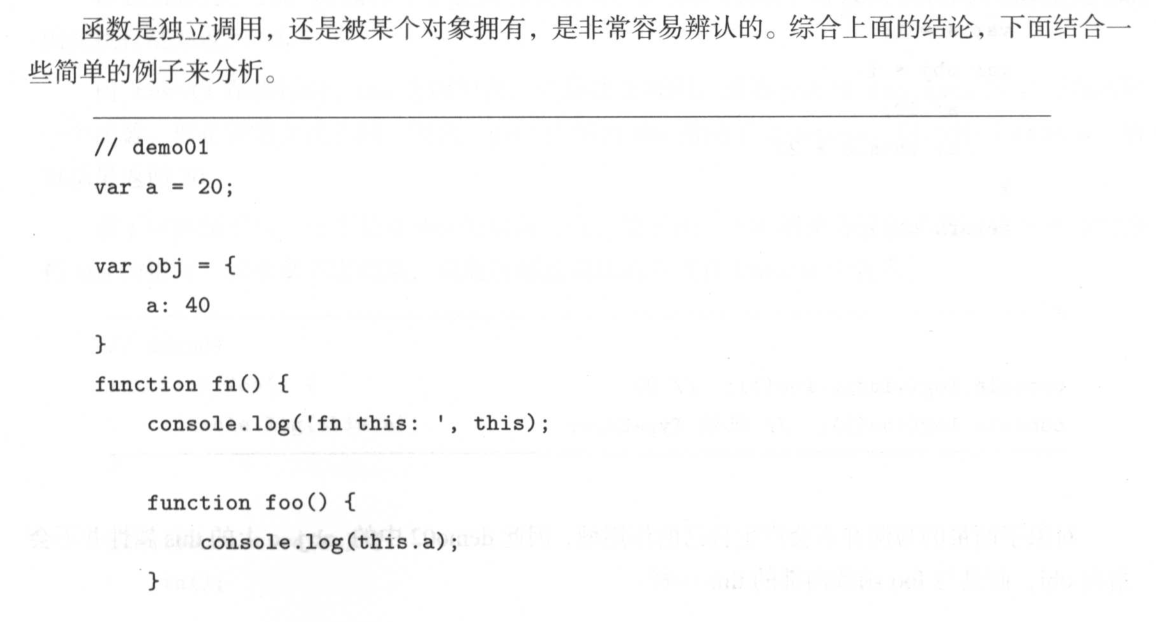 函数是独立调用，还是被某个对象拥有，是非常容易辨认的。综合上面的结论，下面结合一
些简单的例子来分析。
// demo01
var a = 20;
var obj = {
    a: 40
}
function fn() {
    console.log('fn this: ', this);
    function foo() {
        console.log(this.a);
    }